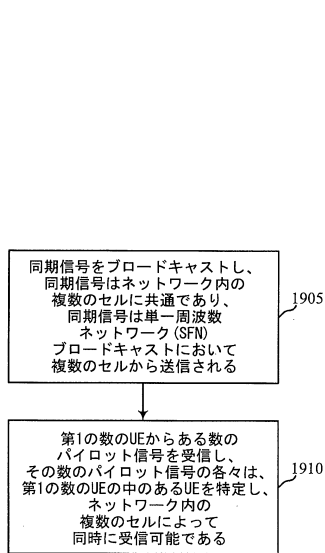 同期信号をブロードキャストし、
同期信号はネットワーク内の
複数のセルに共通であり、
同期信号は単一周波数
ネットワーク(SFN)
ブロードキャストにおいて
複数のセルから送信される
1905
第1の数のUEからある数の
パイロット信号を受信し、
その数のパイロット信号の各々は、
第1の数のUEの中のあるUEを特定し、
ネットワーク内の
複数のセルによって
同時に受信可能である
1910